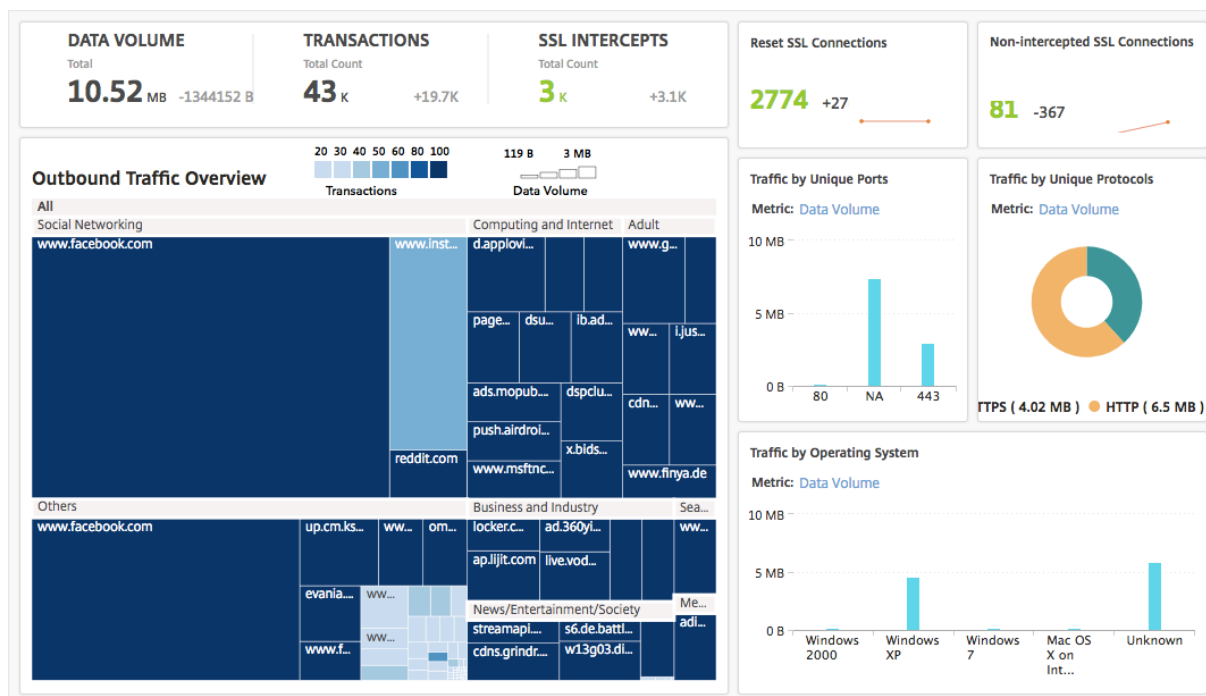 DATA VOLUME
Total
10.52 MB -1344152 B
TRANSACTIONS
Total Count
43 K +19.7K
SSL INTERCEPTS
Total Count
3 K +3.1K
Reset SSL Connections
2774 +27
Non-intercepted SSL Connections
81 -367
Outbound Traffic Overview
20 30 40 50 60 80 100
Transactions
119 B 3 MB
Data Volume
All
Social Networking
www.facebook.com
www.inst...
reddit.com
Computing and Internet
d.applovi...
page... dsu... ib.ad...
ads.mopub... dspclu...
push.airdroi...
x.bids...
www.msftnc...
Adult
www.g...
ww... i.jus...
cdn... ww...
www.finya.de
Others
www.facebook.com
up.cm.ks... ww... om...
evania.... ww...
ww...
www.f...
Business and Industry
locker.c... ad.360yi...
ap.lijit.com live.vod...
Sea...
ww...
News/Entertainment/Society
streamapi.... s6.de.battl...
cdns.grindr.... w13g03.di...
Me...
adi...
Traffic by Unique Ports
Metric: Data Volume
10 MB
5 MB
0 B
80 NA 443
Traffic by Unique Protocols
Metric: Data Volume
TTPS ( 4.02 MB ) HTTP ( 6.5 MB )
Traffic by Operating System
Metric: Data Volume
10 MB
5 MB
0 B
Windows 2000
Windows XP
Windows 7
Mac OS X on Int...
Unknown